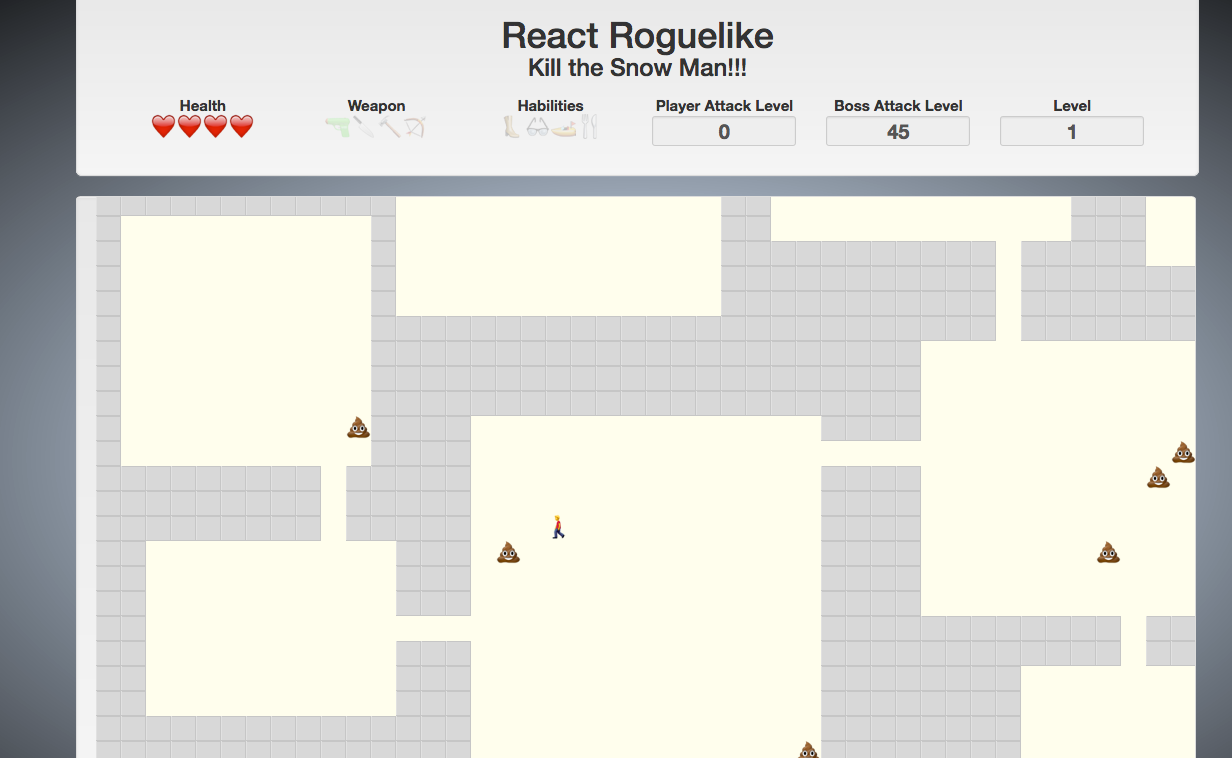 React Roguelike
Kill the Snow Man!!!
Health Weapon Habilities Player Attack Level Boss Attack Level Level
0 45 1